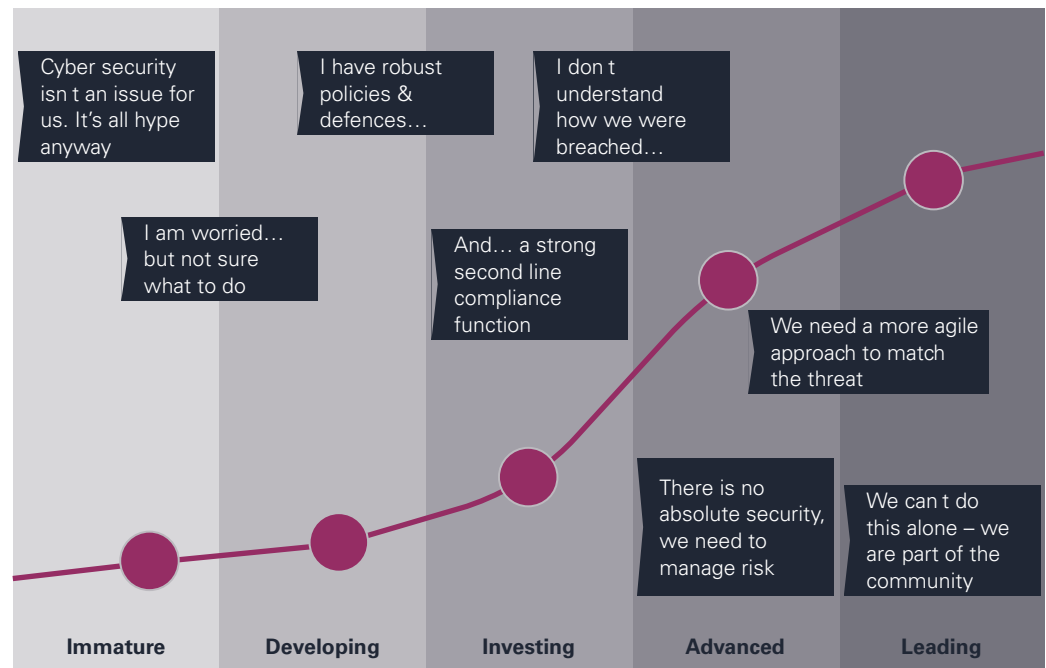 Cyber security
isn t an issue for
us. It's all hype
anyway
I am worried…
but not sure
what to do
I have robust
policies &
defences…
And… a strong
second line
compliance
function
I don t
understand
how we were
breached…
We need a more agile
approach to match
the threat
There is no
absolute security,
we need to
manage risk
We can t do
this alone – we
are part of the
community
Immature
Developing
Investing
Advanced
Leading